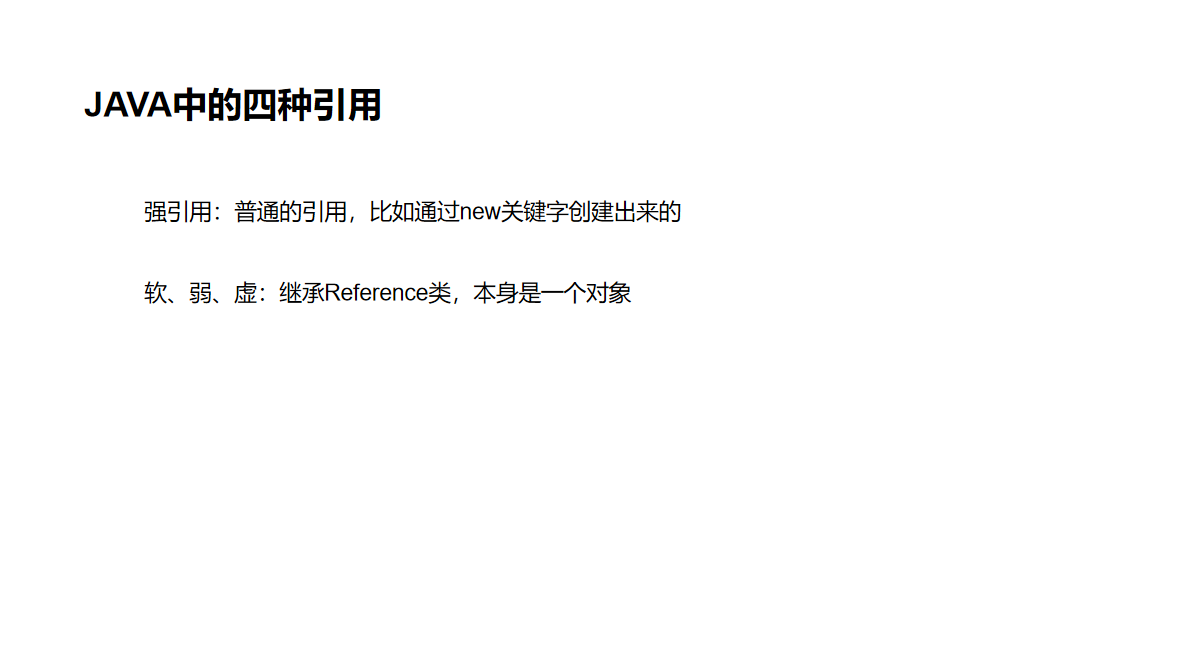 JAVA中的四种引用
强引用：普通的引用，比如通过new关键字创建出来的
软、弱、虚：继承Reference类，本身是一个对象